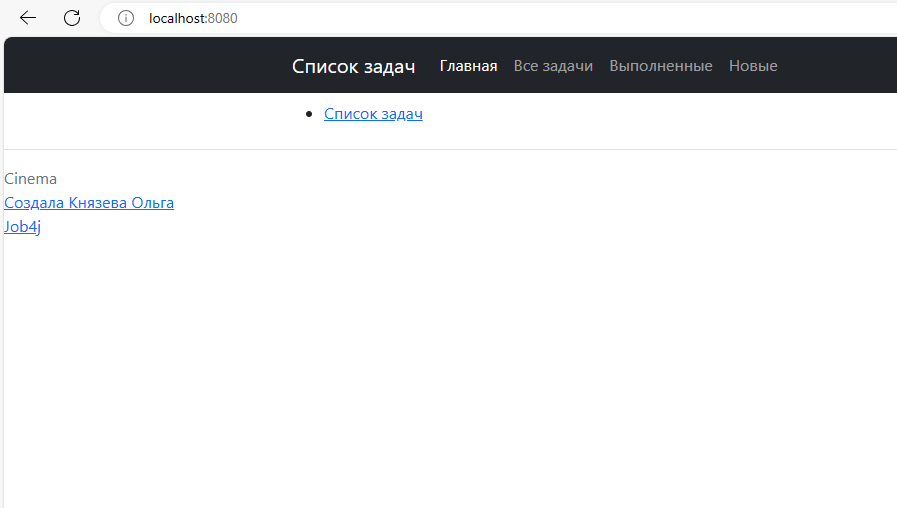 localhost:8080
Список задач Главная Все задачи Выполненные Новые
Список задач
Cinema
Создала Князева Ольга
Job4j